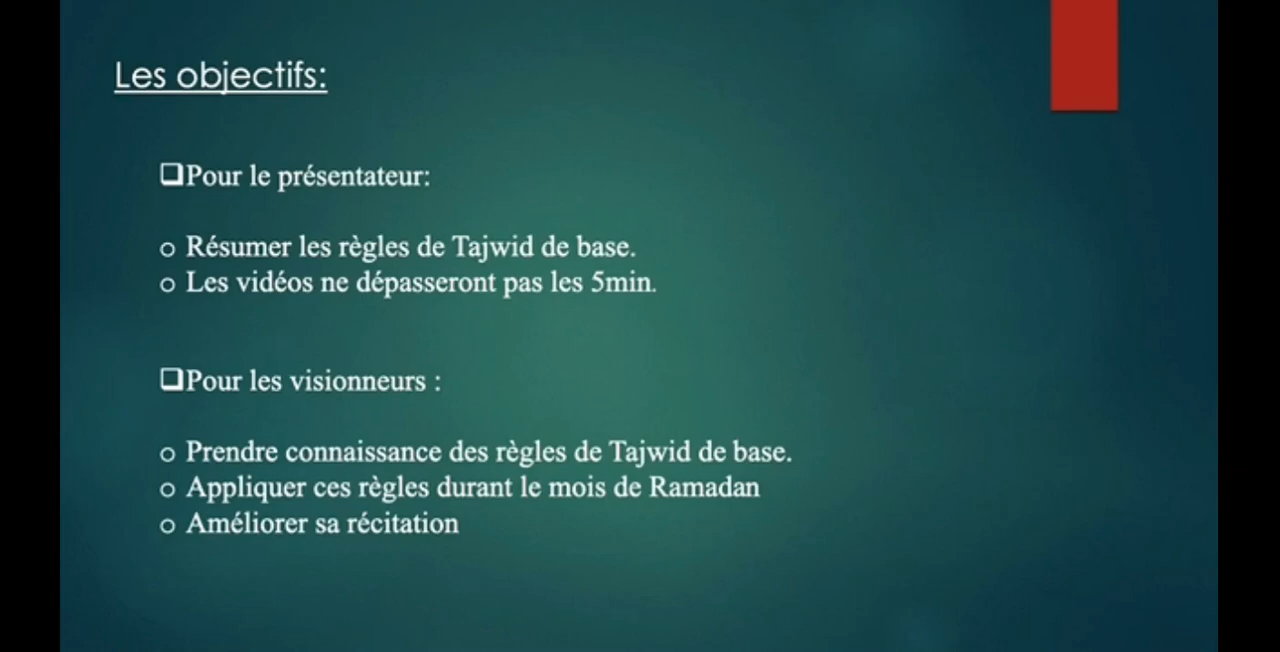 Les objectifs:
❑Pour le présentateur:
o Résumer les règles de Tajwid de base.
o Les vidéos ne dépasseront pas les 5min.
❑Pour les visionneurs :
o Prendre connaissance des règles de Tajwid de base.
o Appliquer ces règles durant le mois de Ramadan
o Améliorer sa récitation